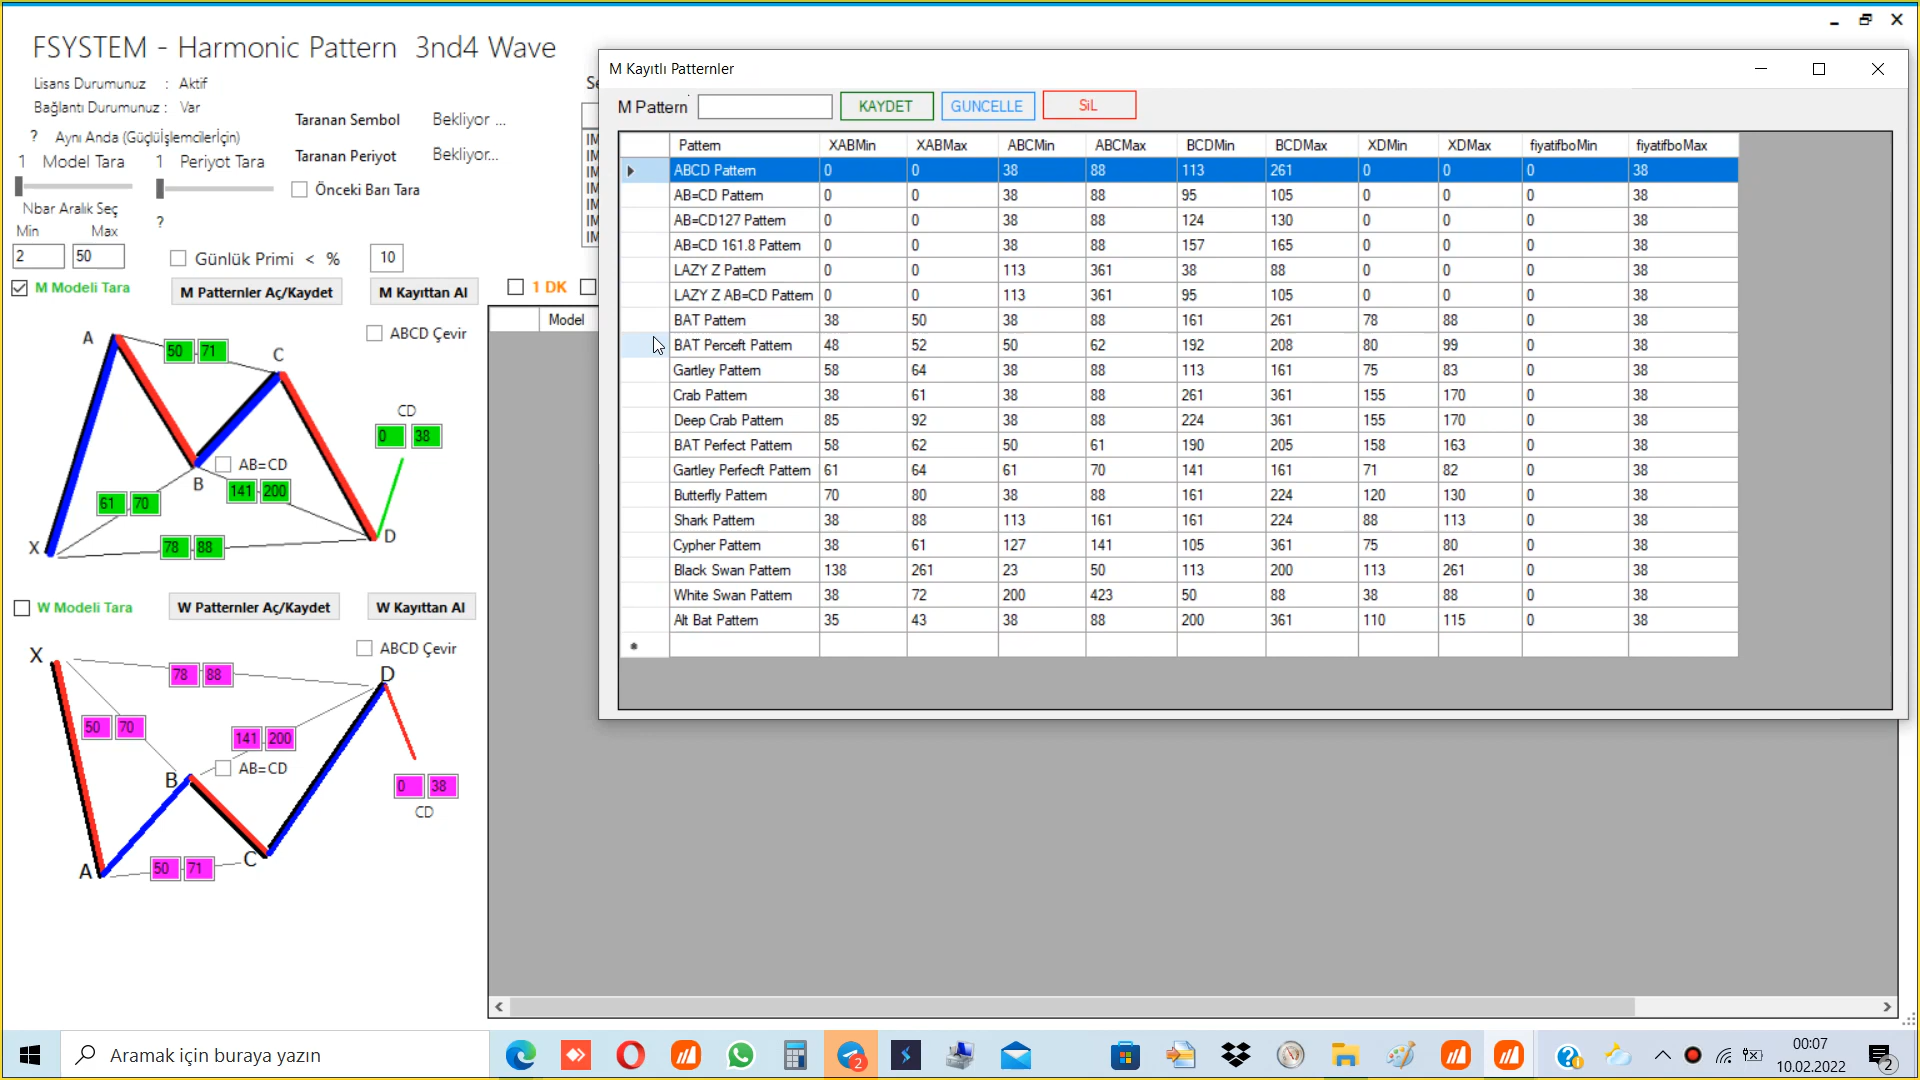 FSYSTEM - Harmonic Pattern 3nd4 Wave
Lisans Durumunuz : Aktif
Bağlantı Durumunuz : Var
? Aynı Anda (Güçlüİşlemcilerİçin)
1 Model Tara 1 Periyot Tara
Taranan Sembol Bekliyor ...
Taranan Periyot Bekliyor...
Önceki Barı Tara
Nbar Aralık Seç
?
Min Max
2 50
Günlük Primi < % 10
M Modeli Tara M Patternler Aç/Kaydet M Kayıttan Al
1 DK
Model
ABCD Çevir
A
50 71
C
CD
0 38
AB=CD
B
141 200
61 70
X
78 88
D
W Modeli Tara W Patternler Aç/Kaydet W Kayıttan Al
ABCD Çevir
X
78 88
D
50 70
141 200
B
AB=CD
0 38
CD
A
50 71
C
M Kayıtlı Patternler
M Pattern KAYDET GUNCELLE SiL
Pattern XABMin XABMax ABCMin ABCMax BCDMin BCDMax XDMin XDMax fiyatifboMin fiyatifboMax
ABCD Pattern 0 0 38 88 113 261 0 0 0 38
AB=CD Pattern 0 0 38 88 95 105 0 0 0 38
AB=CD127 Pattern 0 0 38 88 124 130 0 0 0 38
AB=CD 161.8 Pattern 0 0 38 88 157 165 0 0 0 38
LAZY Z Pattern 0 0 113 361 38 88 0 0 0 38
LAZY Z AB=CD Pattern 0 0 113 361 95 105 0 0 0 38
BAT Pattern 38 50 38 88 161 261 78 88 0 38
BAT Perceft Pattern 48 52 50 62 192 208 80 99 0 38
Gartley Pattern 58 64 38 88 113 161 75 83 0 38
Crab Pattern 38 61 38 88 261 361 155 170 0 38
Deep Crab Pattern 85 92 38 88 224 361 155 170 0 38
BAT Perfect Pattern 58 62 50 61 190 205 158 163 0 38
Gartley Perfecft Pattern 61 64 61 70 141 161 71 82 0 38
Butterfly Pattern 70 80 38 88 161 224 120 130 0 38
Shark Pattern 38 88 113 161 161 224 88 113 0 38
Cypher Pattern 38 61 127 141 105 361 75 80 0 38
Black Swan Pattern 138 261 23 50 113 200 113 261 0 38
White Swan Pattern 38 72 200 423 50 88 38 88 0 38
Alt Bat Pattern 35 43 38 88 200 361 110 115 0 38
Aramak için buraya yazın
2
00:07
10.02.2022
2